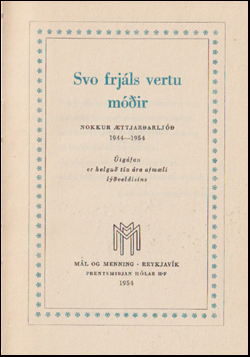 Svo frjáls vertu
móðir
NOKKUR ÆTTJARÐARLJÓÐ
1944—1954
Útgáfan
er helguð tíu ára afmæli
lýðveldisins
MM
MÁL OG MENNING · REYKJAVÍK
PRENTSMIÐJAN HÓLAR H·F
1954